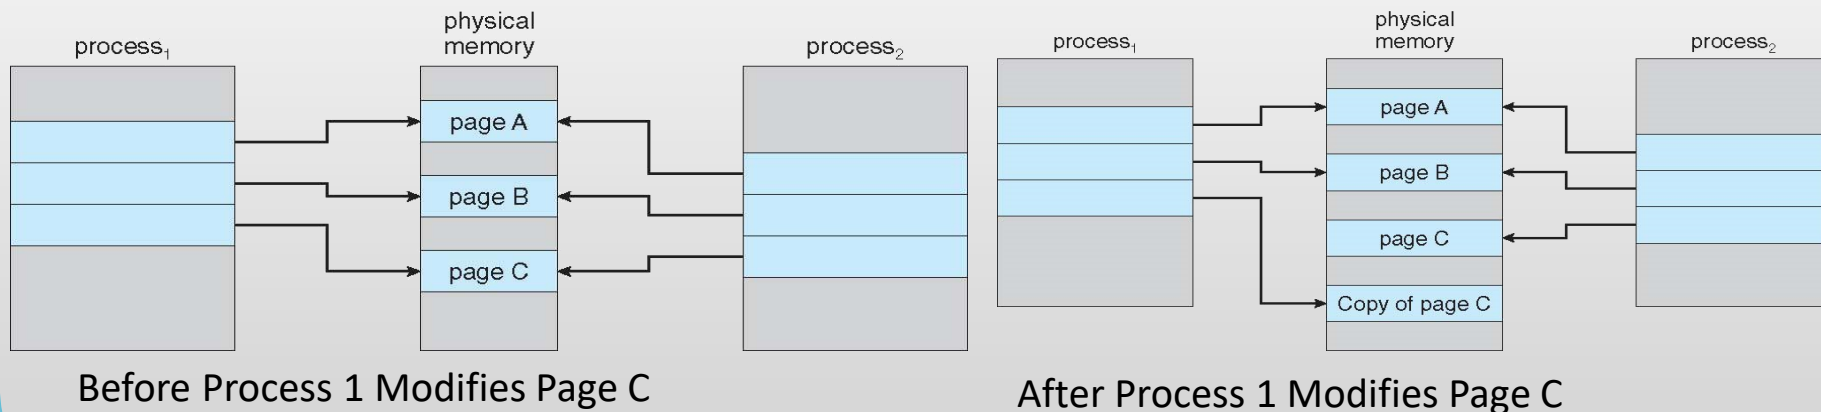 process₁
physical
memory
process₂
page A
page B
page C
Before Process 1 Modifies Page C
process₁
physical
memory
process₂
page A
page B
page C
Copy of page C
After Process 1 Modifies Page C